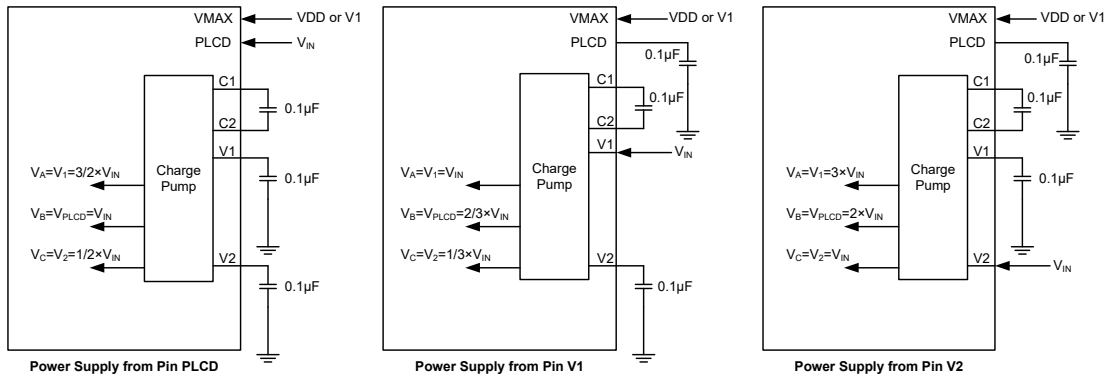 VMAX
VDD or V1
PLCD
VIN
C1
0.1µF
C2
V1
Charge
Pump
0.1µF
VA=V1=3/2×VIN
VB=VPLCD=VIN
VC=V2=1/2×VIN
V2
0.1µF
Power Supply from Pin PLCD
VMAX
VDD or V1
PLCD
0.1µF
C1
0.1µF
C2
V1
VIN
Charge
Pump
VA=V1=VIN
VB=VPLCD=2/3×VIN
VC=V2=1/3×VIN
V2
0.1µF
Power Supply from Pin V1
VMAX
VDD or V1
PLCD
0.1µF
C1
0.1µF
C2
V1
Charge
Pump
0.1µF
VA=V1=3×VIN
VB=VPLCD=2×VIN
VC=V2=VIN
V2
VIN
Power Supply from Pin V2